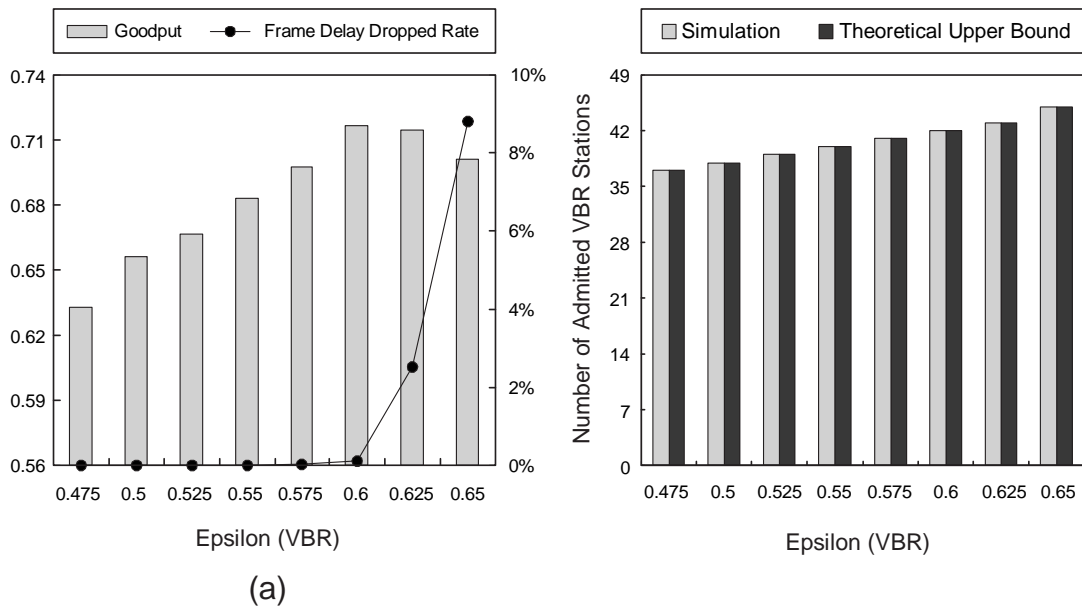 Goodput Frame Delay Dropped Rate
0.74
0.71
0.68
0.65
0.62
0.59
0.56
10%
8%
6%
4%
2%
0%
0.475 0.5 0.525 0.55 0.575 0.6 0.625 0.65
Epsilon (VBR)
(a)
Simulation Theoretical Upper Bound
Number of Admitted VBR Stations
49
42
35
28
21
14
7
0
0.475 0.5 0.525 0.55 0.575 0.6 0.625 0.65
Epsilon (VBR)